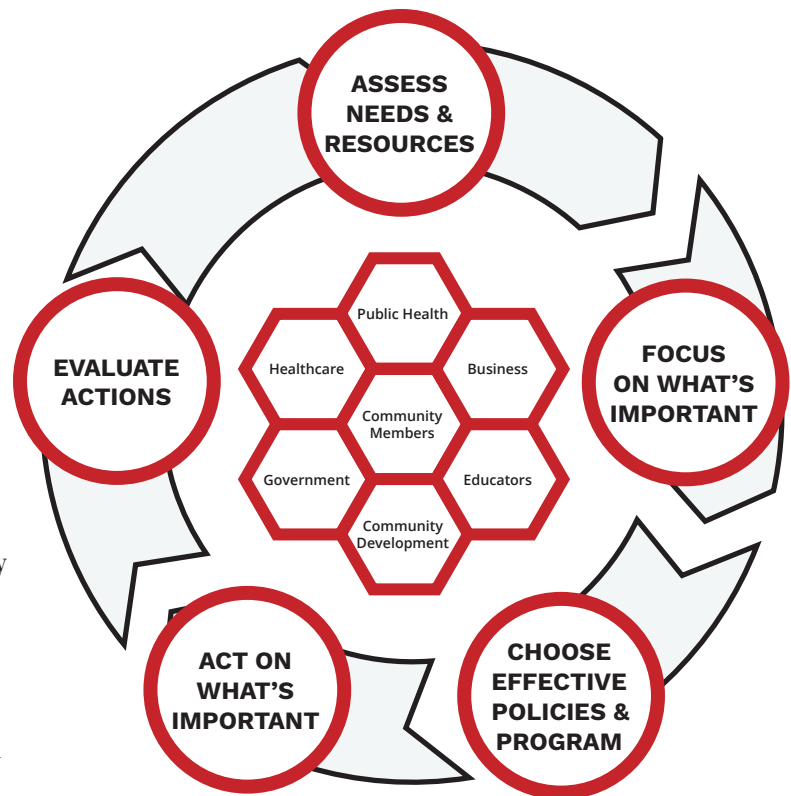 ASSESS
NEEDS &
RESOURCES
FOCUS
ON WHAT'S
IMPORTANT
CHOOSE
EFFECTIVE
POLICIES &
PROGRAM
ACT ON
WHAT'S
IMPORTANT
EVALUATE
ACTIONS
Public Health
Healthcare
Business
Community
Members
Government
Educators
Community
Development
y